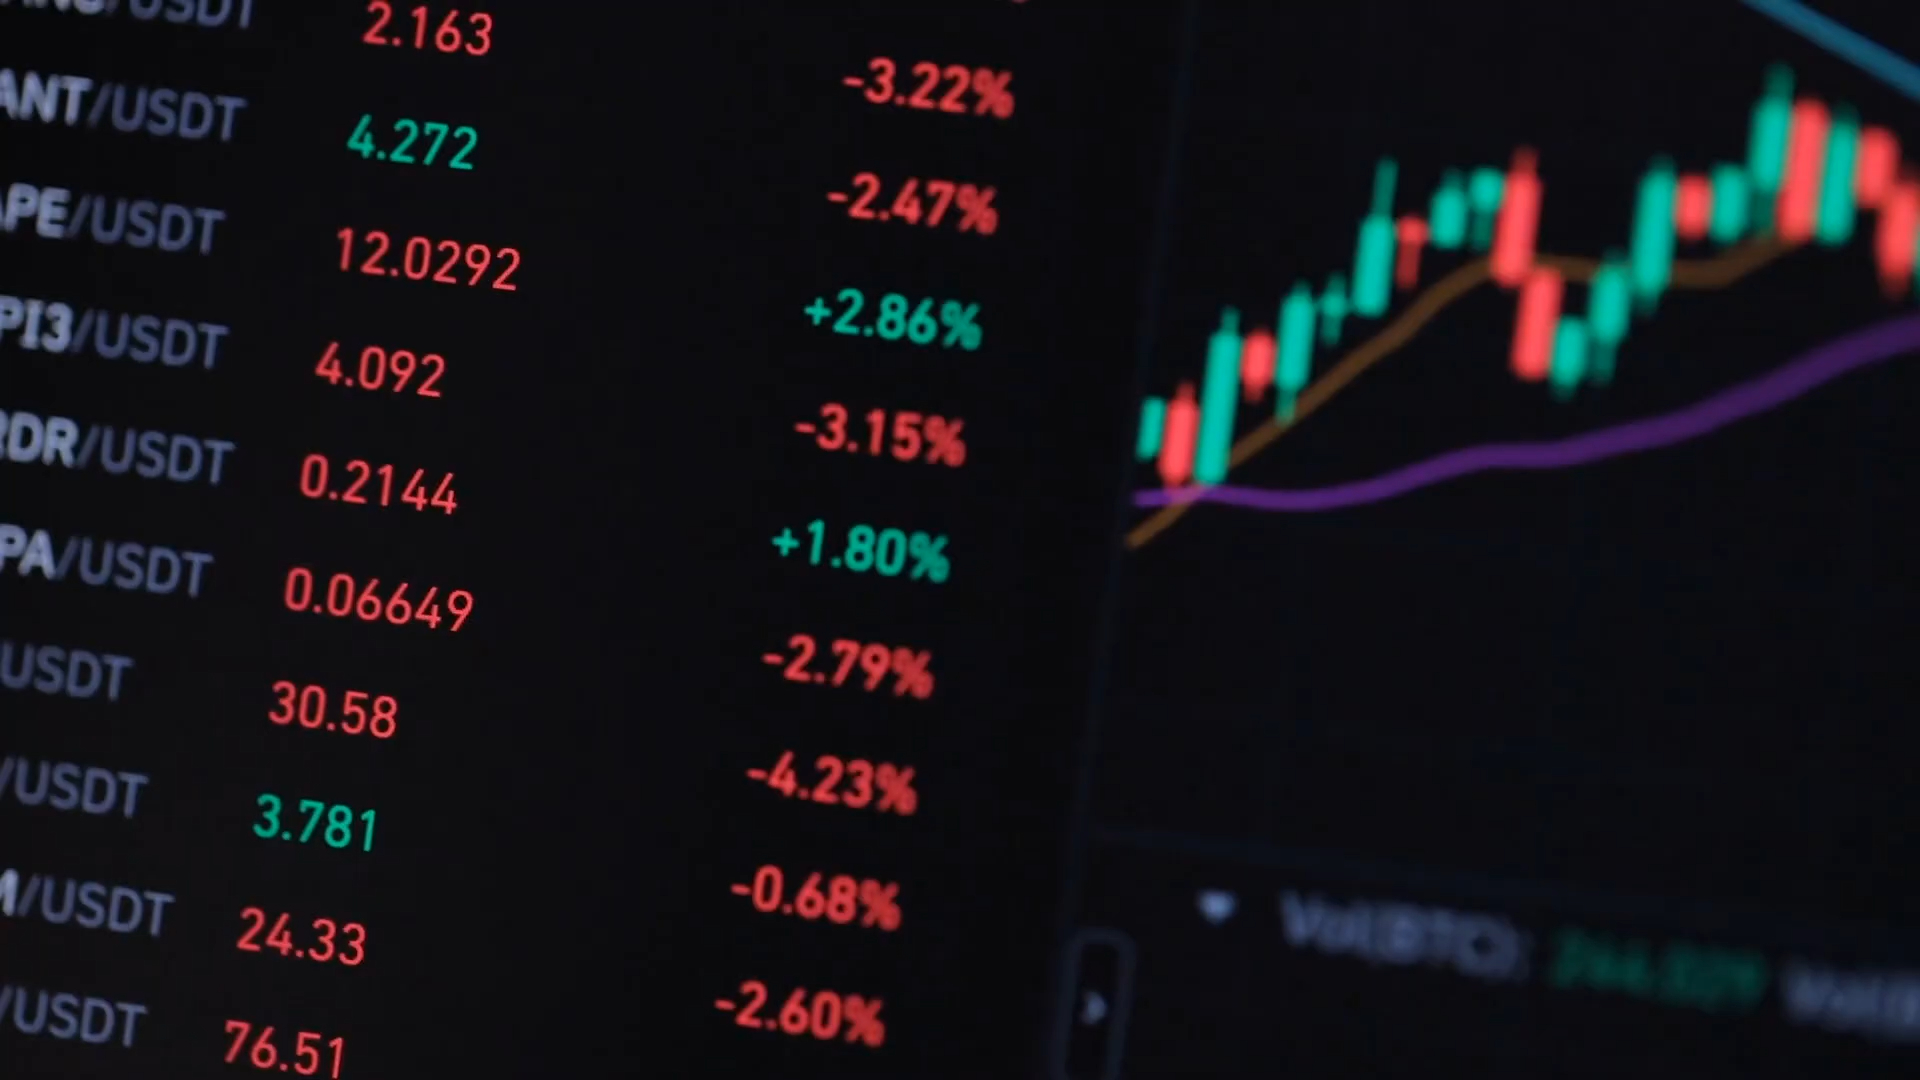 /USDT 2.163 -3.22%
ANT/USDT 4.272 -2.47%
APE/USDT 12.0292 +2.86%
PI3/USDT 4.092 -3.15%
RDR/USDT 0.2144 +1.80%
PA/USDT 0.06649 -2.79%
USDT 30.58 -4.23%
/USDT 3.781 -0.68%
M/USDT 24.33 -2.60%
/USDT 76.51
Vol(BTC):